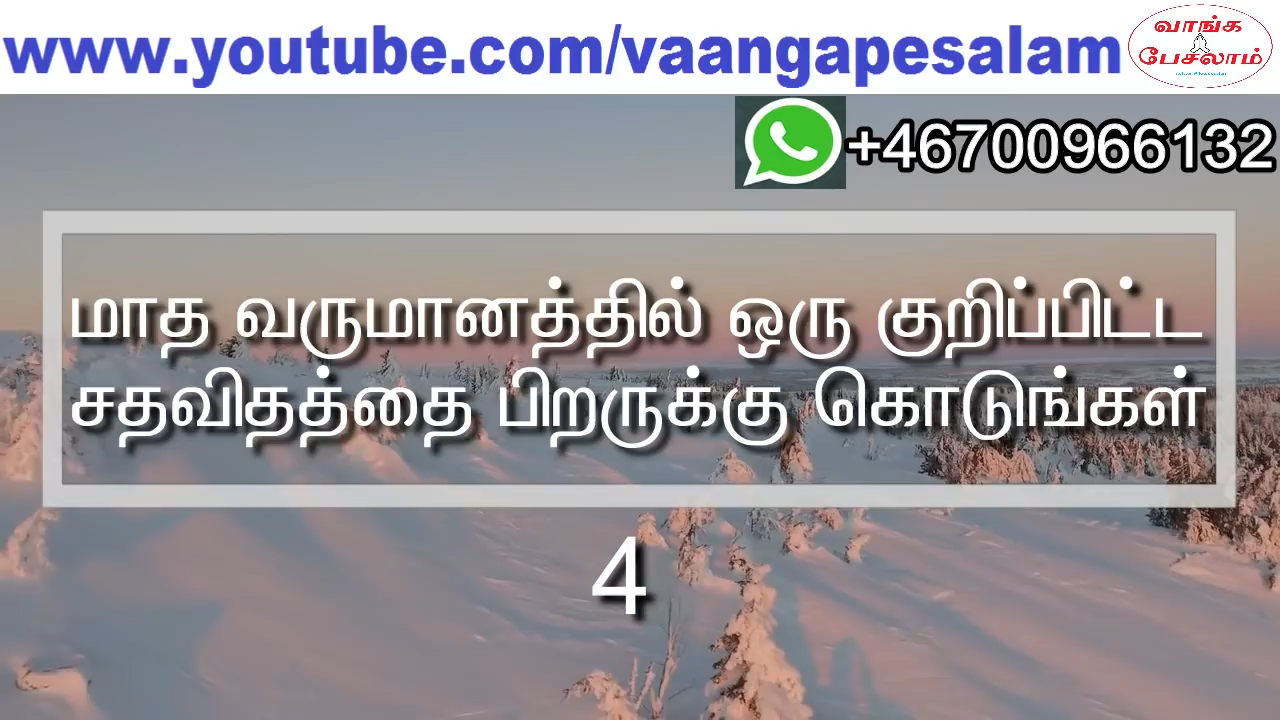 www.youtube.com/vaangapesalam
வாங்க
பேசலாம்
+46700966132
மாத வருமானத்தில் ஒரு குறிப்பிட்ட
சதவிதத்தை பிறருக்கு கொடுங்கள்
4